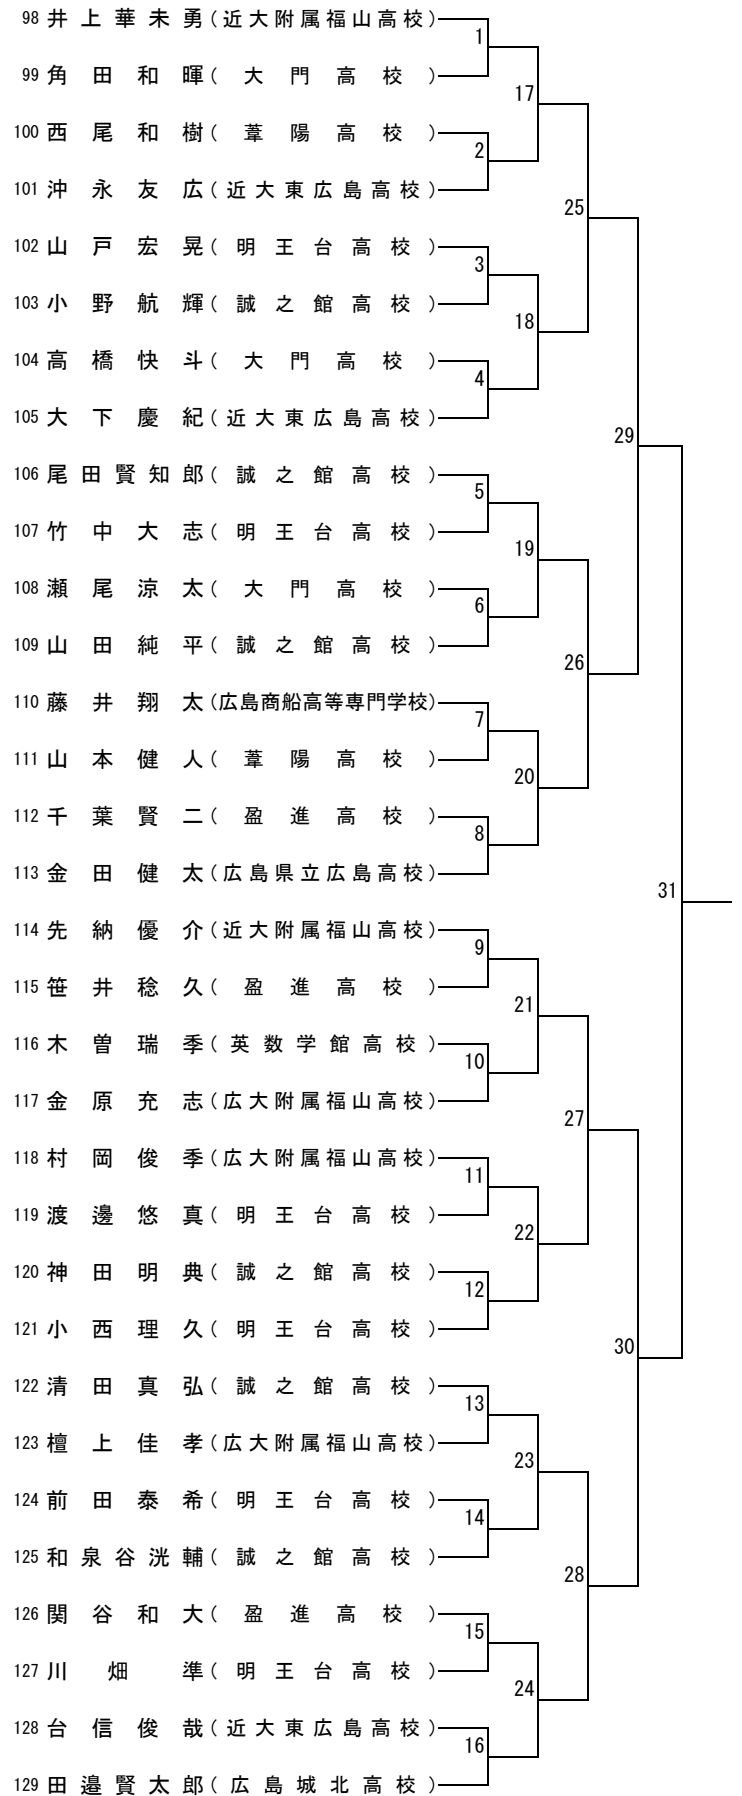 98 井上華未勇(近大附属福山高校)
1
99 角田和暉(大門高校)
17
100 西尾和樹(葦陽高校)
2
101 沖永友広(近大東広島高校)
25
102 山戸宏晃(明王台高校)
3
103 小野航輝(誠之館高校)
18
104 高橋快斗(大門高校)
4
105 大下慶紀(近大東広島高校)
29
106 尾田賢知郎(誠之館高校)
5
107 竹中大志(明王台高校)
19
108 瀬尾涼太(大門高校)
6
109 山田純平(誠之館高校)
26
110 藤井翔太(広島商船高等専門学校)
7
111 山本健人(葦陽高校)
20
112 千葉賢二(盈進高校)
8
113 金田健太(広島県立広島高校)
31
114 先納優介(近大附属福山高校)
9
115 笹井稔久(盈進高校)
21
116 木曽瑞季(英数学館高校)
10
117 金原充志(広大附属福山高校)
27
118 村岡俊季(広大附属福山高校)
11
119 渡邊悠真(明王台高校)
22
120 神田明典(誠之館高校)
12
121 小西理久(明王台高校)
30
122 清田真弘(誠之館高校)
13
123 檀上佳孝(広大附属福山高校)
23
124 前田泰希(明王台高校)
14
125 和泉谷洸輔(誠之館高校)
28
126 関谷和大(盈進高校)
15
127 川畑準(明王台高校)
24
128 台信俊哉(近大東広島高校)
16
129 田邉賢太郎(広島城北高校)